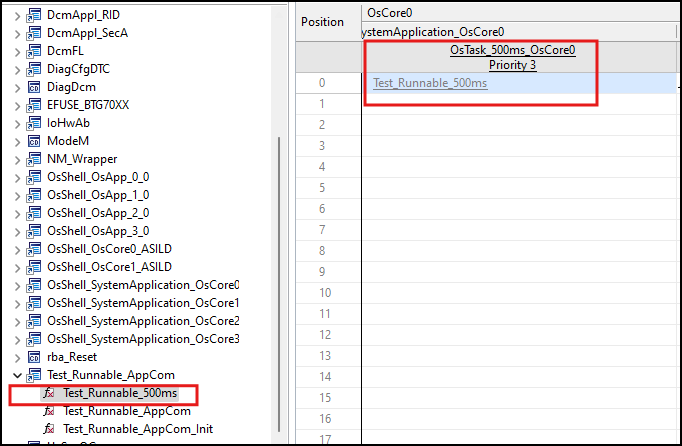 DcmAppl_RID
DcmAppl_SecA
DcmFL
DiagCfgDTC
DiagDcm
EFUSE_BTG70XX
IoHwAb
ModeM
NM_Wrapper
OsShell_OsApp_0_0
OsShell_OsApp_1_0
OsShell_OsApp_2_0
OsShell_OsApp_3_0
OsShell_OsCore0_ASILD
OsShell_OsCore1_ASILD
OsShell_SystemApplication_OsCore0
OsShell_SystemApplication_OsCore1
OsShell_SystemApplication_OsCore2
OsShell_SystemApplication_OsCore3
rba_Reset
Test_Runnable_AppCom
Test_Runnable_500ms
Test_Runnable_AppCom
Test_Runnable_AppCom_Init
Position
OsCore0
ystemApplication_OsCore0
OsTask_500ms_OsCore0
Priority 3
0 Test_Runnable_500ms
1
2
3
4
5
6
7
8
9
10
11
12
13
14
15
16
17